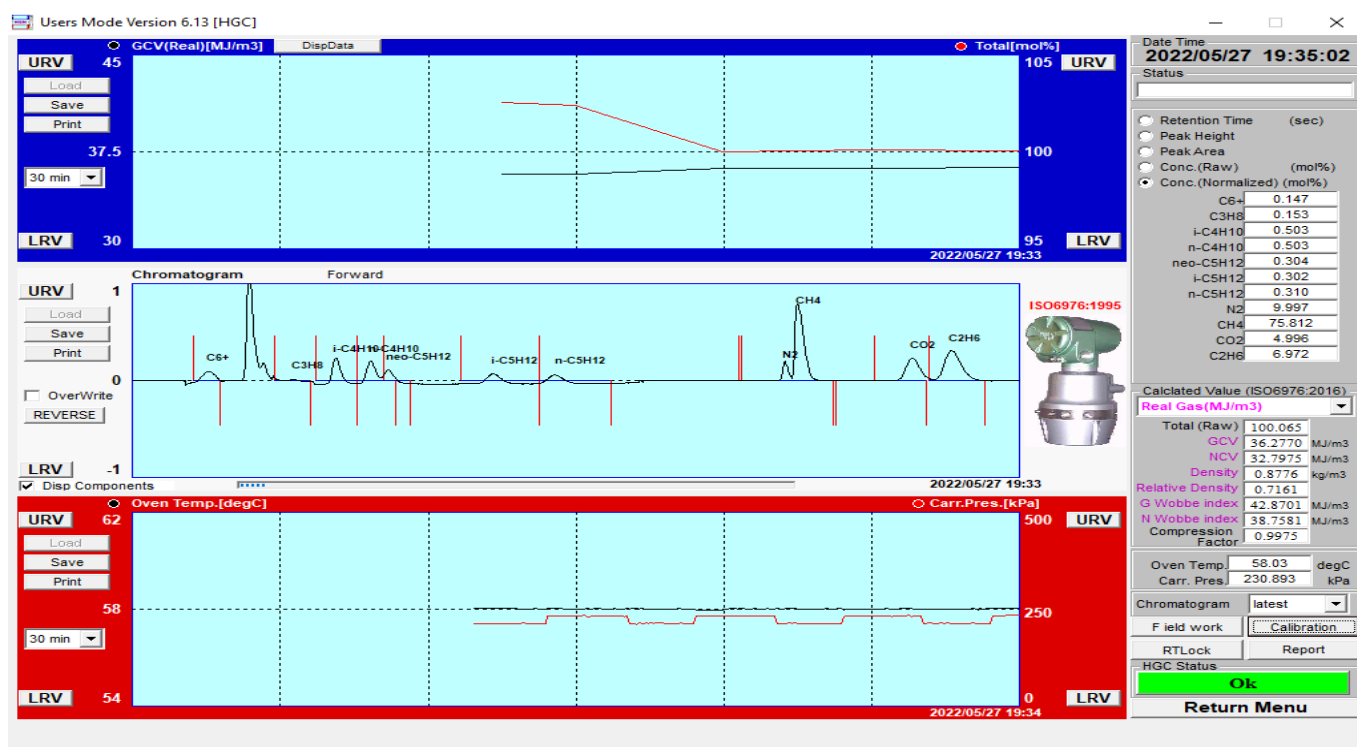 Users Mode Version 6.13 [HGC]
GCV(Real)[MJ/m3] DispData Total[mol%]
URV 45 105 URV
Load
Save
Print
37.5 100
30 min
LRV 30 95 LRV
2022/05/27 19:33
Chromatogram Forward
URV 1
Load
Save
Print
0
OverWrite
REVERSE
LRV -1
C6+ C3H8 i-C4H10 n-C4H10 neo-C5H12 i-C5H12 n-C5H12 N2 CH4 CO2 C2H6
ISO6976:1995
Disp Components 2022/05/27 19:33
Oven Temp.[degC] Carr.Pres.[kPa]
URV 62 500 URV
Load
Save
Print
58 250
30 min
LRV 54 0 LRV
2022/05/27 19:34
Date Time
2022/05/27 19:35:02
Status
Retention Time (sec)
Peak Height
Peak Area
Conc.(Raw) (mol%)
Conc.(Normalized) (mol%)
C6+ 0.147
C3H8 0.153
i-C4H10 0.503
n-C4H10 0.503
neo-C5H12 0.304
i-C5H12 0.302
n-C5H12 0.310
N2 9.997
CH4 75.812
CO2 4.996
C2H6 6.972
Calclated Value (ISO6976:2016)
Real Gas(MJ/m3)
Total (Raw) 100.065
GCV 36.2770 MJ/m3
NCV 32.7975 MJ/m3
Density 0.8776 kg/m3
Relative Density 0.7161
G Wobbe index 42.8701 MJ/m3
N Wobbe index 38.7581 MJ/m3
Compression
Factor 0.9975
Oven Temp. 58.03 degC
Carr. Pres. 230.893 kPa
Chromatogram latest
Field work Calibration
RTLock Report
HGC Status
Ok
Return Menu